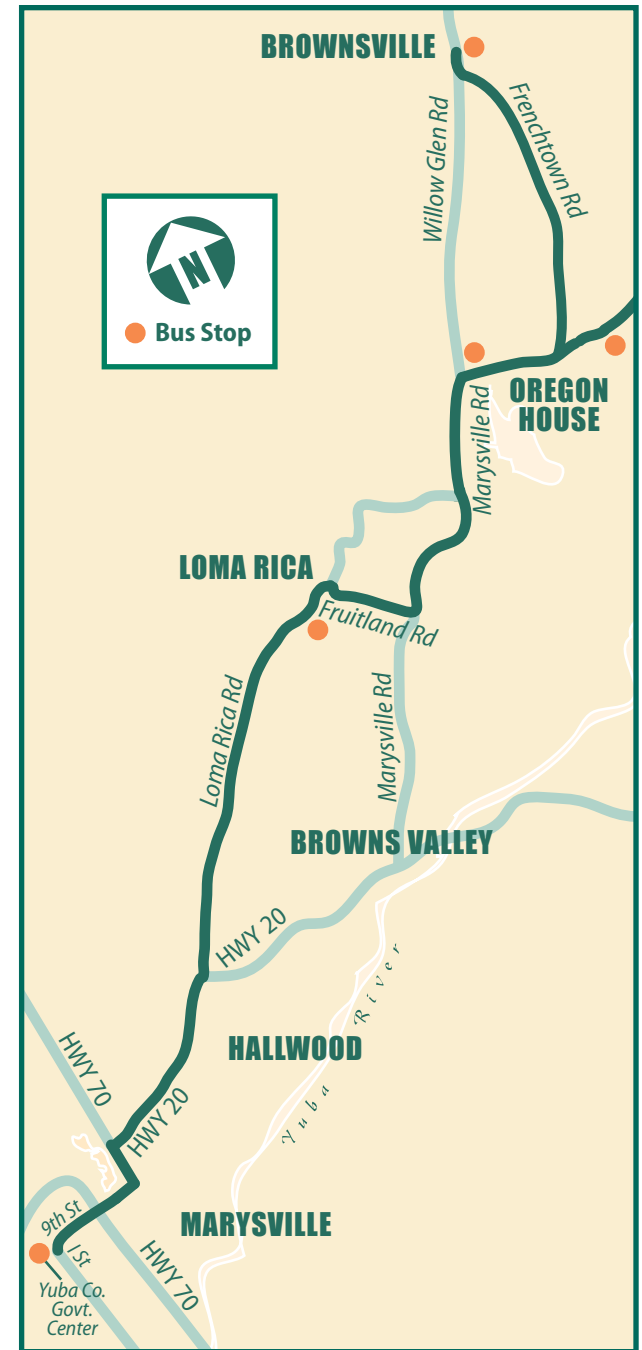 BROWNSVILLE
Frenchtown Rd
Willow Glen Rd
N
Bus Stop
OREGON
HOUSE
Marysville Rd
LOMA RICA
Fruitland Rd
Loma Rica Rd
Marysville Rd
BROWNS VALLEY
HWY 20
Yuba River
HALLWOOD
HWY 70
HWY 20
MARYSVILLE
9th St
J St
HWY 70
Yuba Co.
Govt.
Center